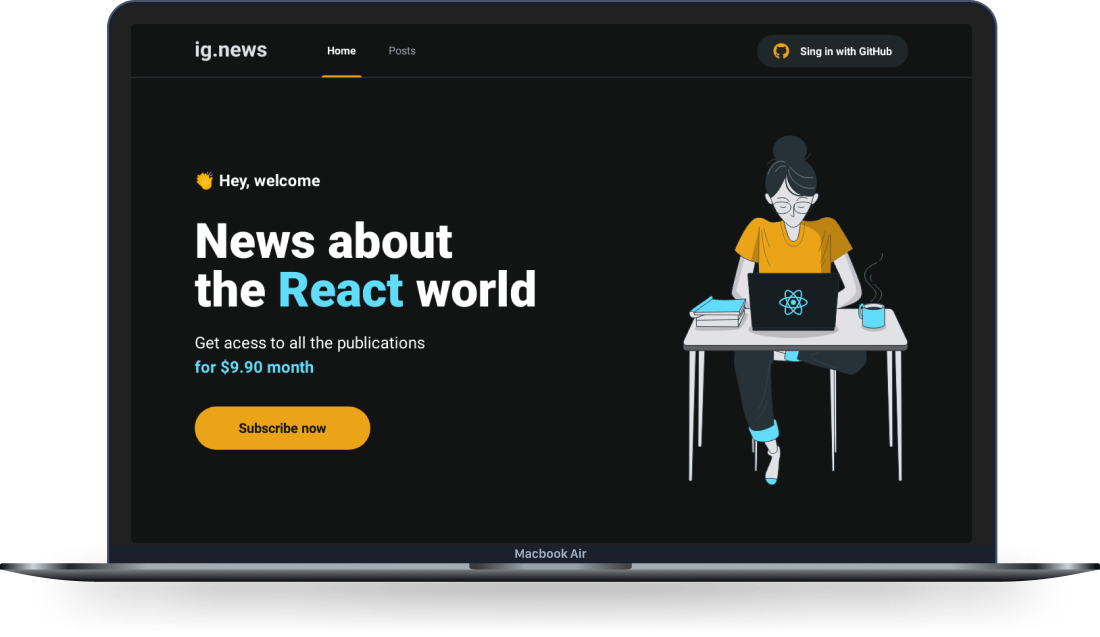 ig.news
Home
Posts
Sing in with GitHub
👏 Hey, welcome
News about
the React world
Get acess to all the publications
for $9.90 month
Subscribe now
Macbook Air